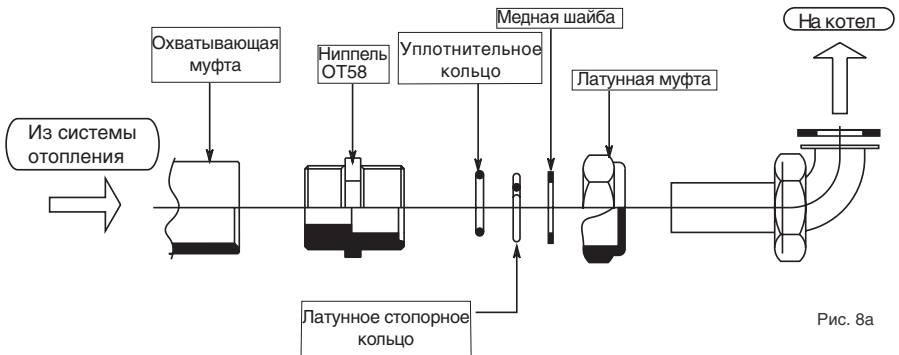 Медная шайба
На котел
Охватывающая
муфта
Ниппель
ОТ58
Уплотнительное
кольцо
Латунная муфта
Из системы
отопления
Латунное стопорное
кольцо
Рис. 8а